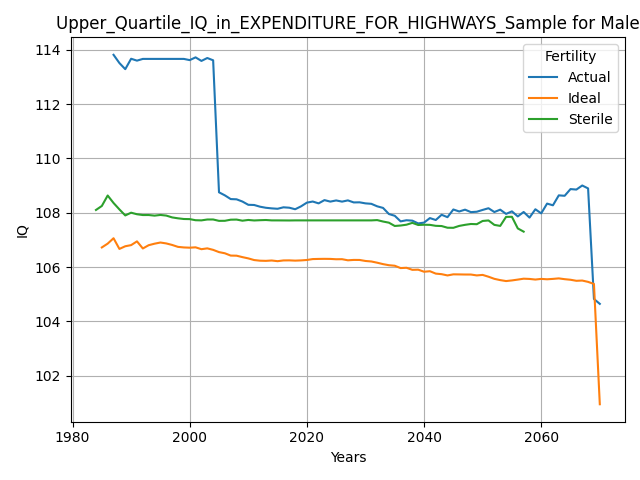 Upper_Quartile_IQ_in_EXPENDITURE_FOR_HIGHWAYS_Sample for Male
114
112
110
108
106
104
102
IQ
1980
2000
2020
2040
2060
Years
Fertility
Actual
Ideal
Sterile